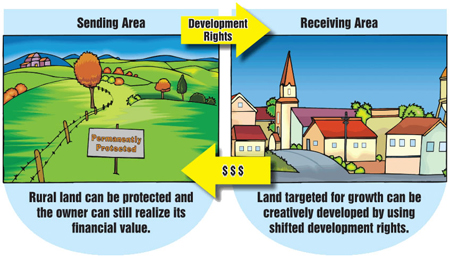 Sending Area
Development
Rights
Receiving Area
Permanently
Protected
$$$
Rural land can be protected and
the owner can still realize its
financial value.
Land targeted for growth can be
creatively developed by using
shifted development rights.